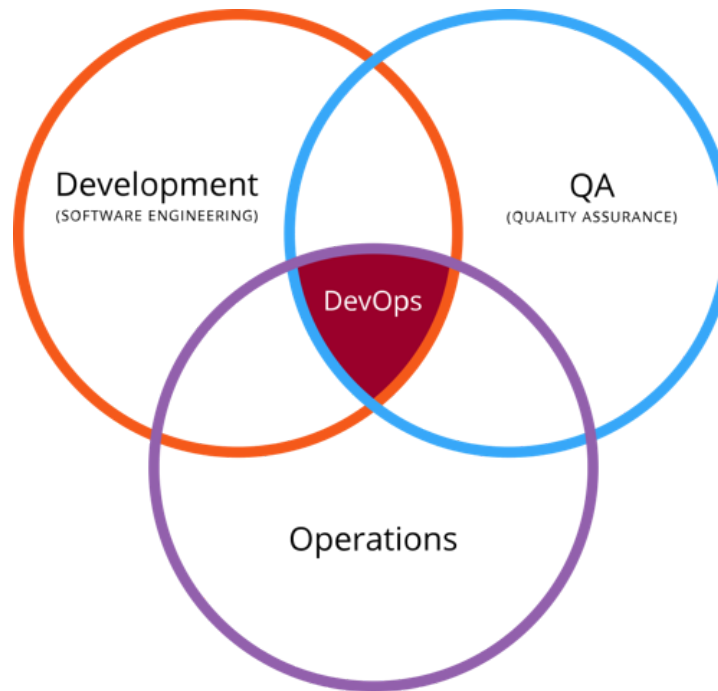 Development
(SOFTWARE ENGINEERING)
QA
(QUALITY ASSURANCE)
DevOps
Operations